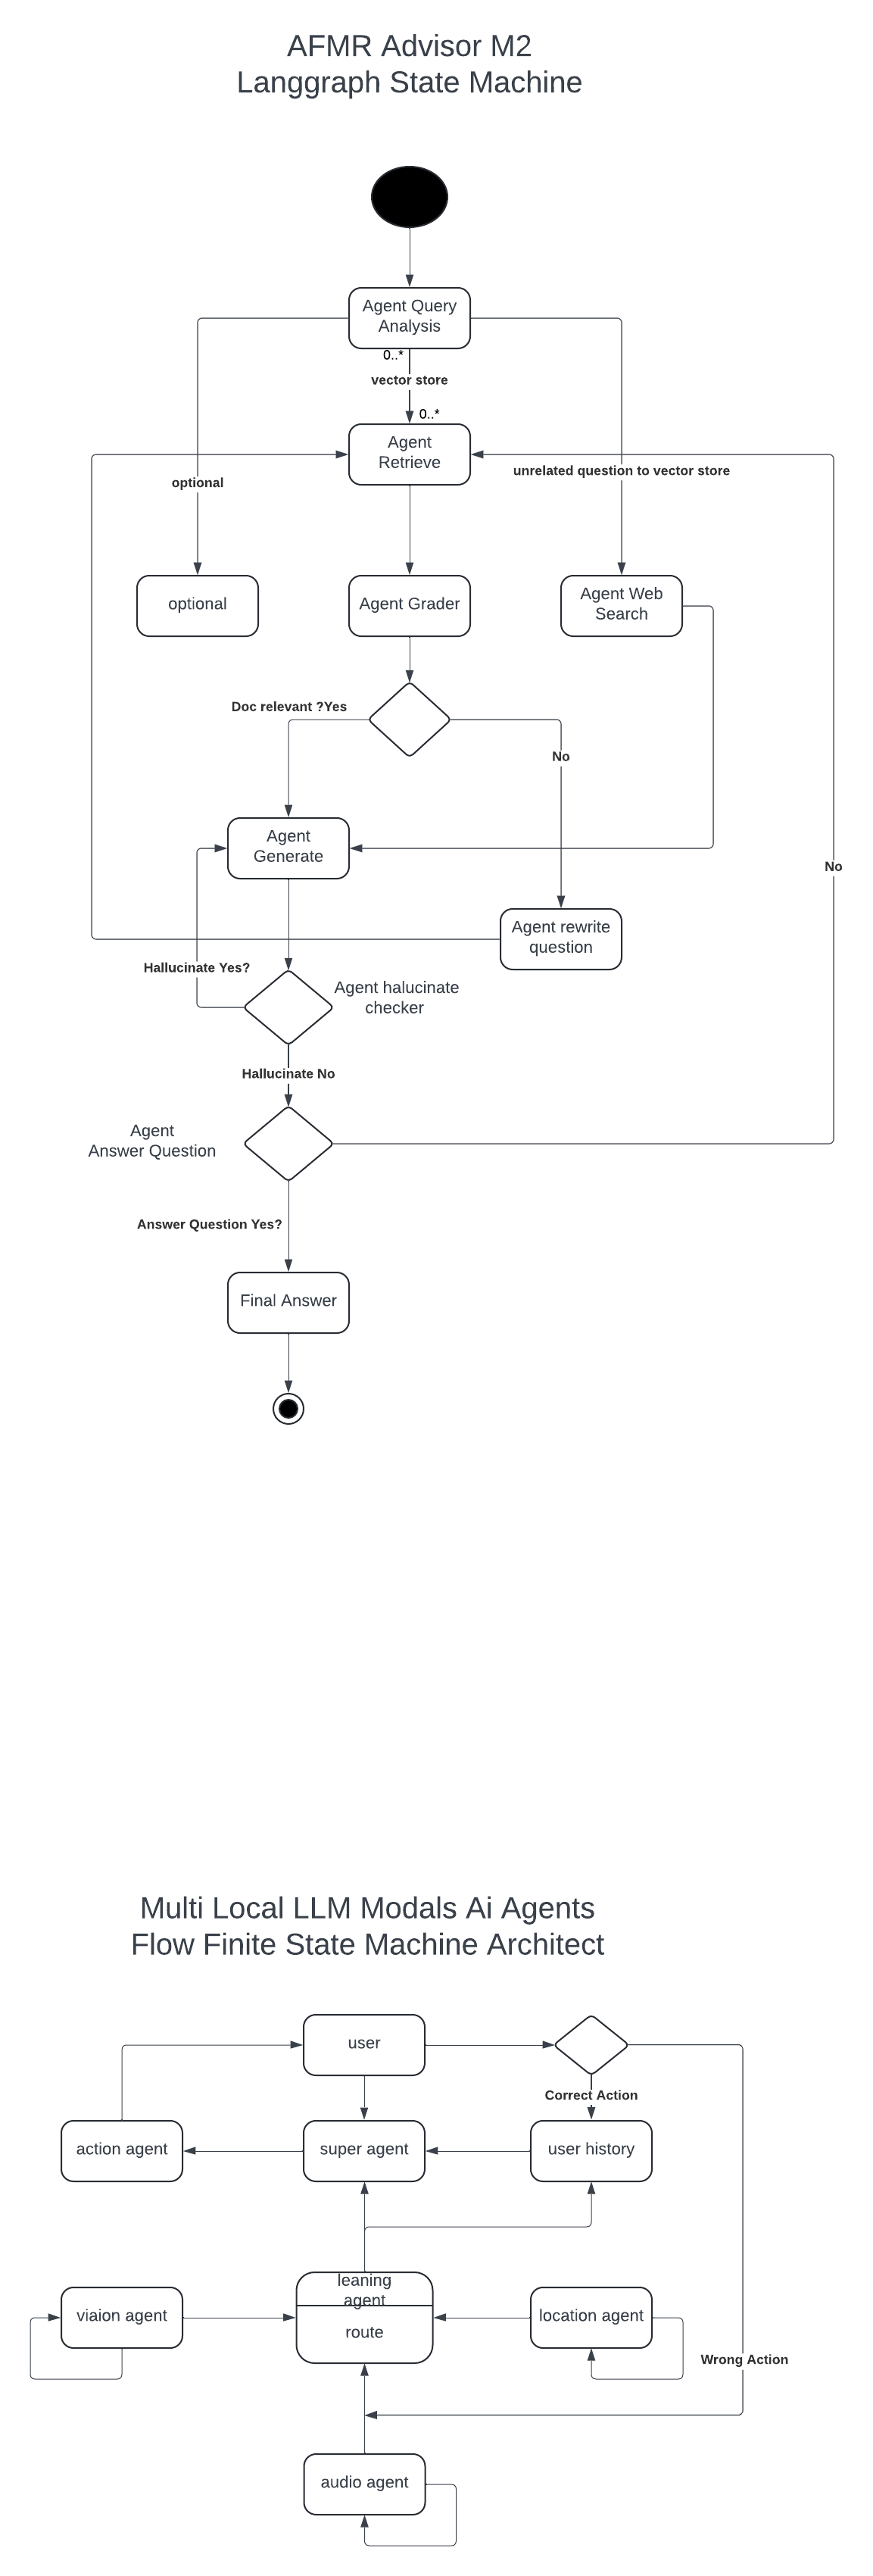 AFMR Advisor M2
Langgraph State Machine
Agent Query
Analysis
0..*
vector store
0..*
Agent
Retrieve
unrelated question to vector store
optional
optional
Agent Grader
Agent Web
Search
Doc relevant ?Yes
No
Agent
Generate
No
Agent rewrite
question
Hallucinate Yes?
Agent halucinate
checker
Hallucinate No
Agent
Answer Question
Answer Question Yes?
Final Answer
Multi Local LLM Modals Ai Agents
Flow Finite State Machine Architect
user
Correct Action
action agent
super agent
user history
leaning
agent
viaion agent
route
location agent
Wrong Action
audio agent